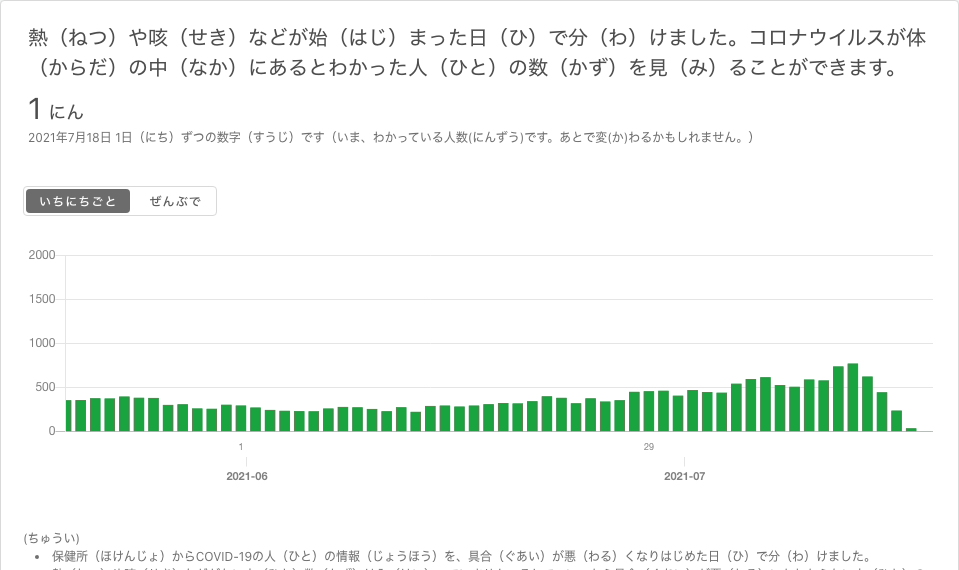 熱（ねつ）や咳（せき）などが始（はじ）まった日（ひ）で分（わ）けました。コロナウイルスが体
（からだ）の中（なか）にあるとわかった人（ひと）の数（かず）を見（み）ることができます。
1 にん
2021年7月18日 1日（にち）ずつの数字（すうじ）です（いま、わかっている人数(にんずう)です。あとで変(か)わるかもしれません。）
いちにちごと ぜんぶで
2000
1500
1000
500
0
1 29
2021-06 2021-07
(ちゅうい)
• 保健所（ほけんじょ）からCOVID-19の人（ひと）の情報（じょうほう）を、具合（ぐあい）が悪（わる）くなりはじめた日（ひ）で分（わ）けました。